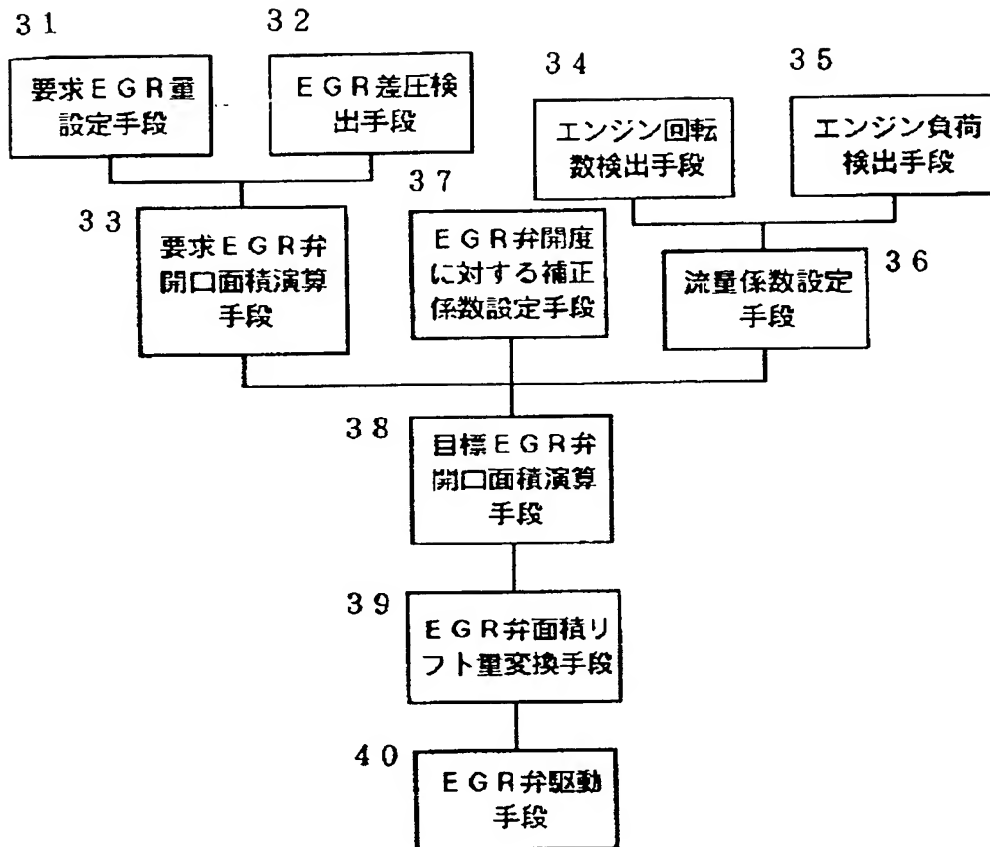 31
32
34
35
要求EGR量
設定手段
EGR差圧検
出手段
エンジン回転
数検出手段
エンジン負荷
検出手段
33
37
36
要求EGR弁
開口面積演算
手段
EGR弁開度
に対する補正
係数設定手段
流量係数設定
手段
38
目標EGR弁
開口面積演算
手段
39
EGR弁面積リ
フト量変換手段
40
EGR弁駆動
手段